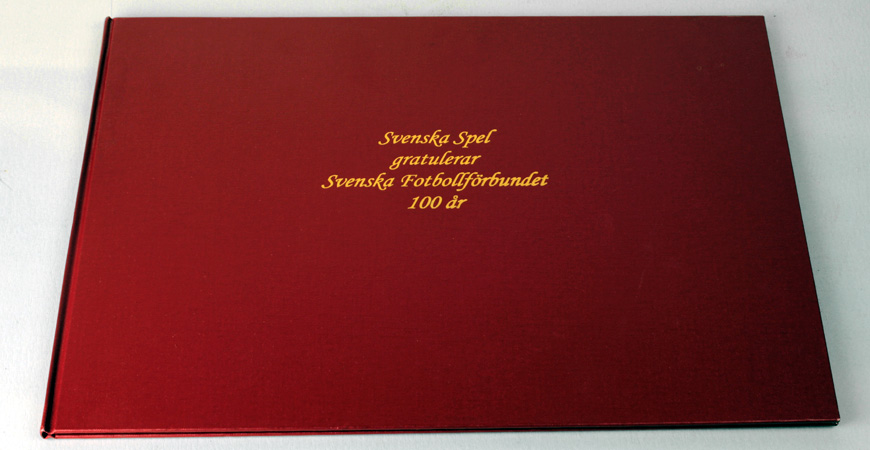 Svenska Spel
gratulerar
Svenska Fotbollförbundet
100 år